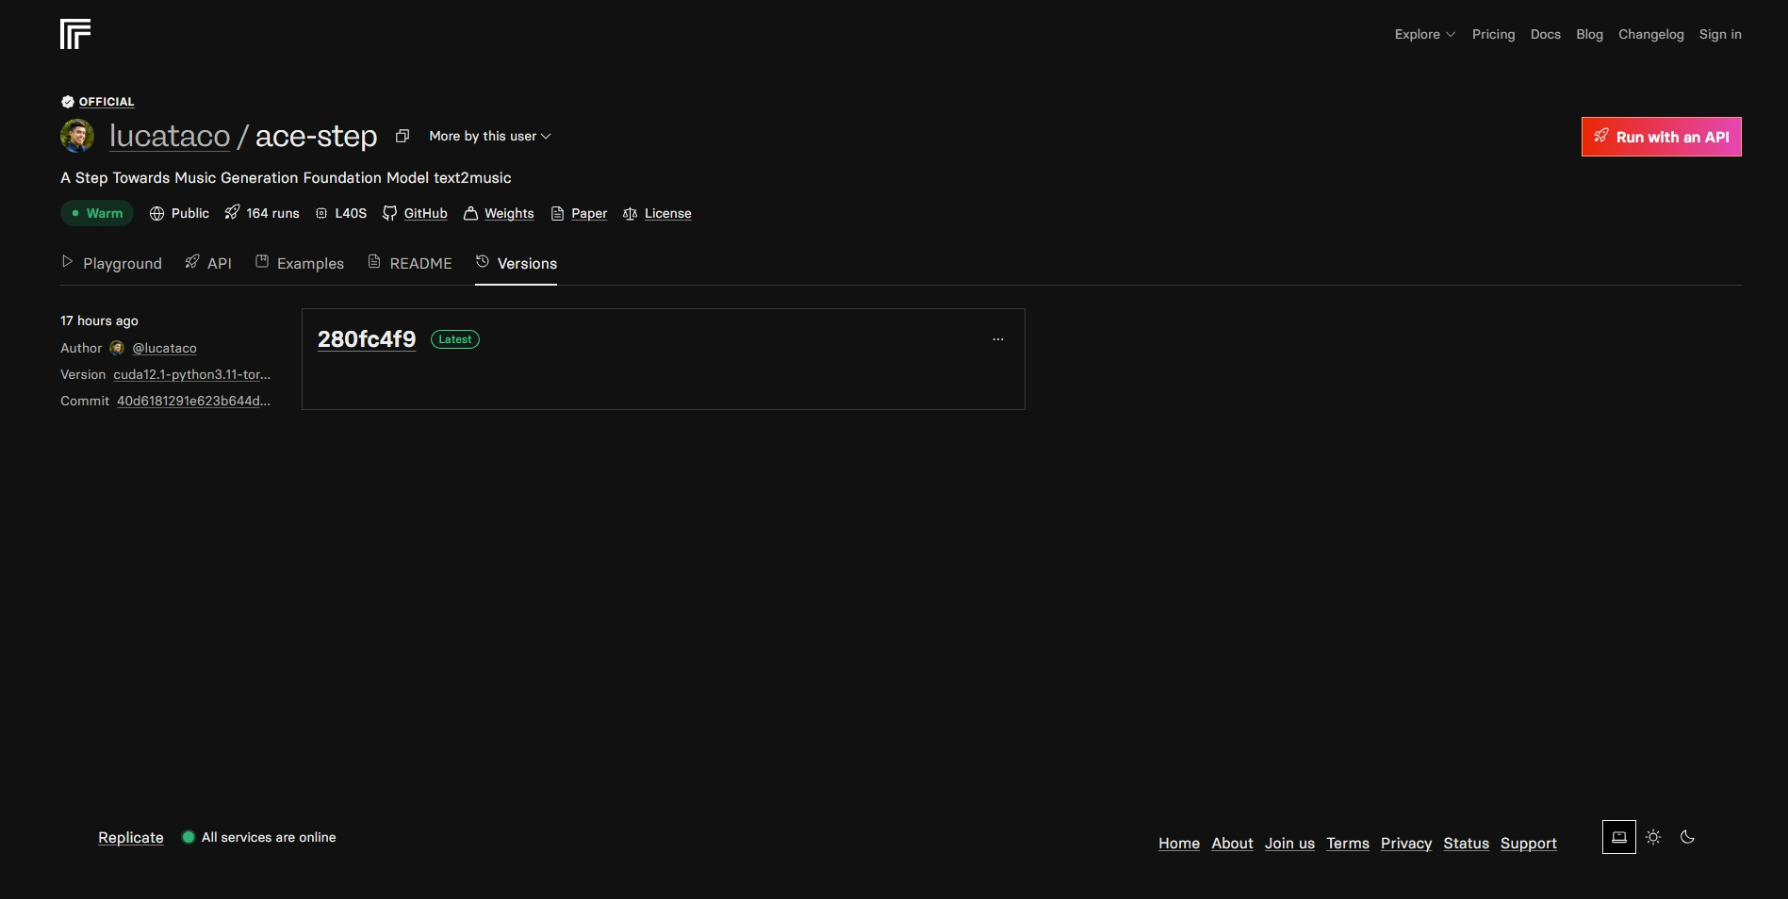 Explore Pricing Docs Blog Changelog Sign in
OFFICIAL
lucataco / ace-step More by this user
Run with an API
A Step Towards Music Generation Foundation Model text2music
Warm Public 164 runs L40S GitHub Weights Paper License
Playground API Examples README Versions
17 hours ago
Author @lucataco
Version cuda12.1-python3.11-tor...
Commit 40d6181291e623b644d...
280fc4f9 Latest
Replicate All services are online
Home About Join us Terms Privacy Status Support